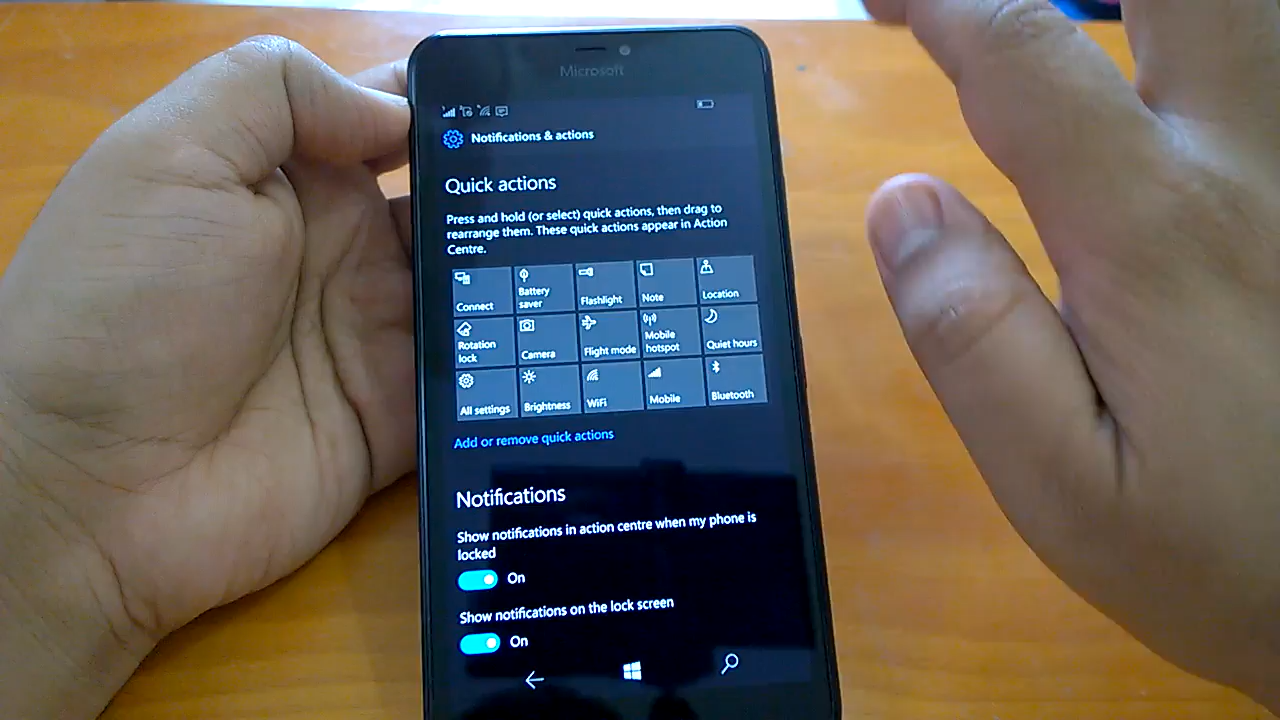 Microsoft
Notifications & actions
Quick actions
Press and hold (or select) quick actions, then drag to
rearrange them. These quick actions appear in Action
Centre.
Connect
Battery
saver
Flashlight
Note
Location
Rotation
lock
Camera
Flight mode
Mobile
hotspot
Quiet hours
All settings
Brightness
WiFi
Mobile
Bluetooth
Add or remove quick actions
Notifications
Show notifications in action centre when my phone is
locked
On
Show notifications on the lock screen
On